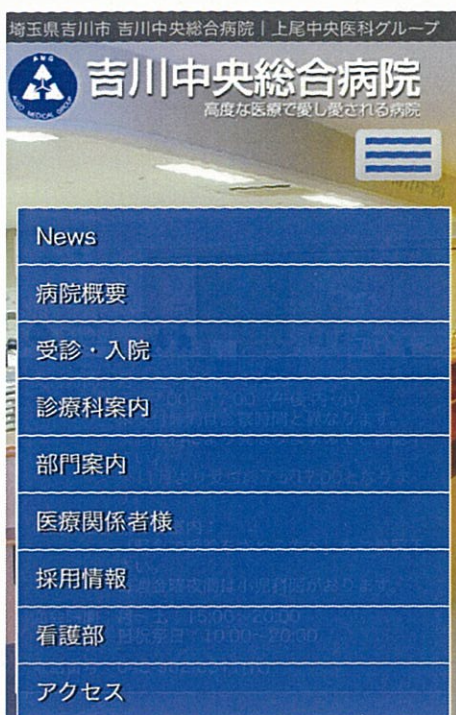 埼玉県吉川市 吉川中央総合病院 | 上尾中央医科グループ
AMG
吉川中央総合病院
高度な医療で愛し愛される病院
News
病院概要
受診・入院
診療科案内
部門案内
医療関係者様
採用情報
看護部
アクセス